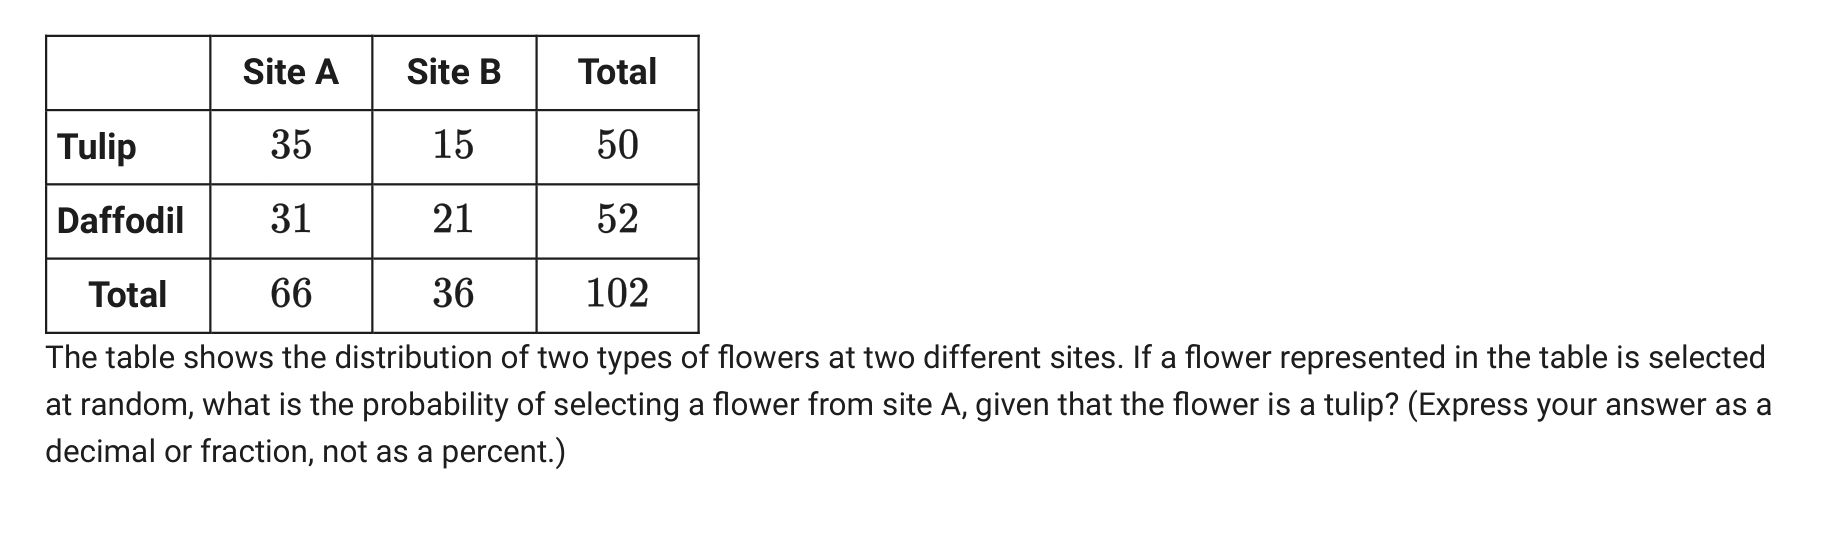 Site A Site B Total
Tulip 35 15 50
Daffodil 31 21 52
Total 66 36 102
The table shows the distribution of two types of flowers at two different sites. If a flower represented in the table is selected
at random, what is the probability of selecting a flower from site A, given that the flower is a tulip? (Express your answer as a
decimal or fraction, not as a percent.)